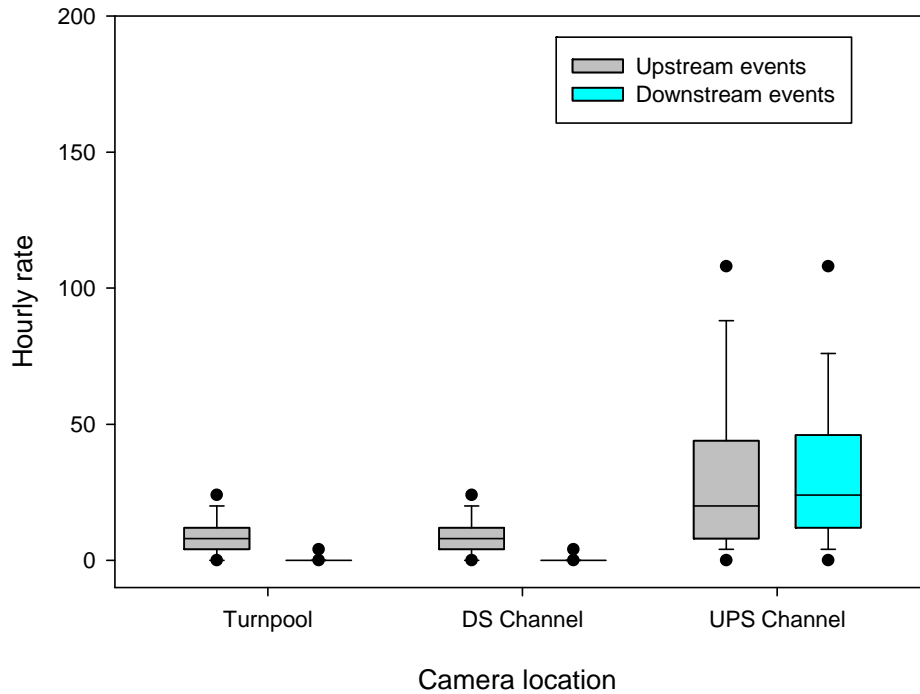 200
150
100
50
0
Hourly rate
Upstream events
Downstream events
Turnpool
DS Channel
UPS Channel
Camera location